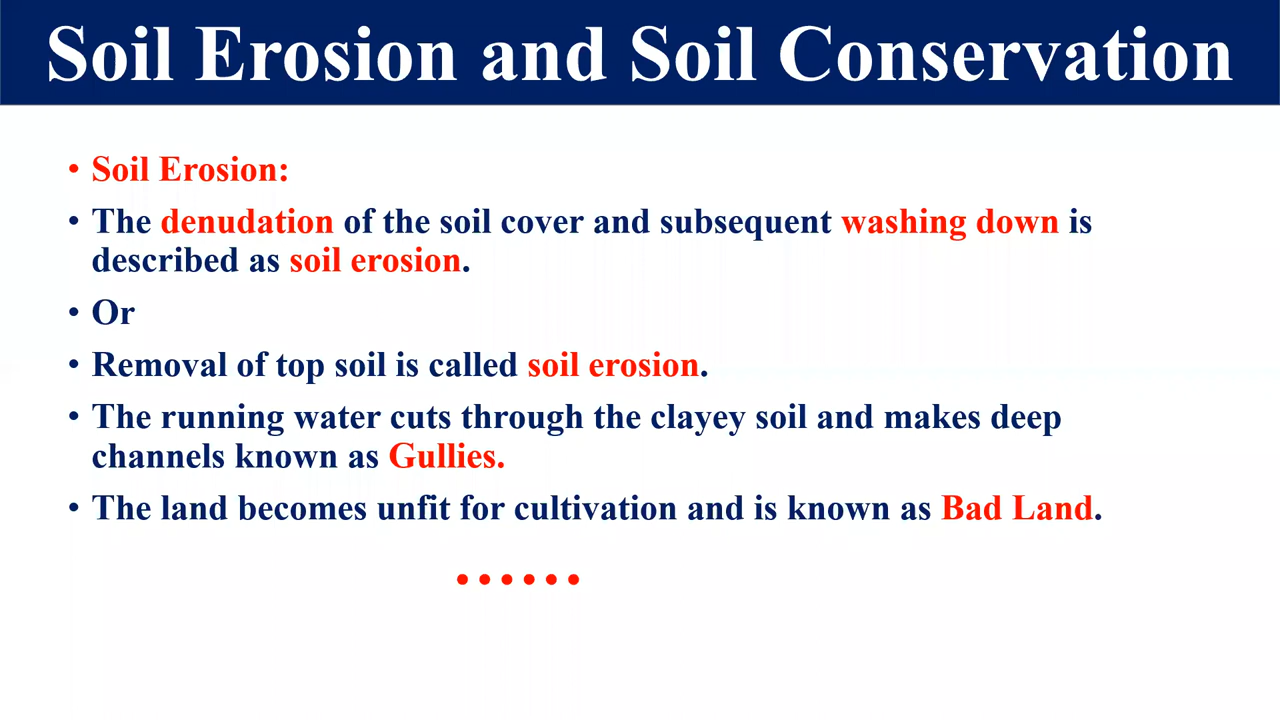 Soil Erosion and Soil Conservation
• Soil Erosion:
• The denudation of the soil cover and subsequent washing down is
described as soil erosion.
• Or
• Removal of top soil is called soil erosion.
• The running water cuts through the clayey soil and makes deep
channels known as Gullies.
• The land becomes unfit for cultivation and is known as Bad Land.
......